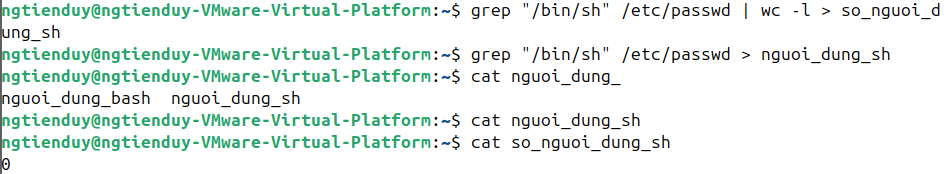 ngtienduy@ngtienduy-VMware-Virtual-Platform:~$ grep "/bin/sh" /etc/passwd | wc -l > so_nguoi_d
ung_sh
ngtienduy@ngtienduy-VMware-Virtual-Platform:~$ grep "/bin/sh" /etc/passwd > nguoi_dung_sh
ngtienduy@ngtienduy-VMware-Virtual-Platform:~$ cat nguoi_dung_
nguoi_dung_bash  nguoi_dung_sh
ngtienduy@ngtienduy-VMware-Virtual-Platform:~$ cat nguoi_dung_sh
ngtienduy@ngtienduy-VMware-Virtual-Platform:~$ cat so_nguoi_dung_sh
0